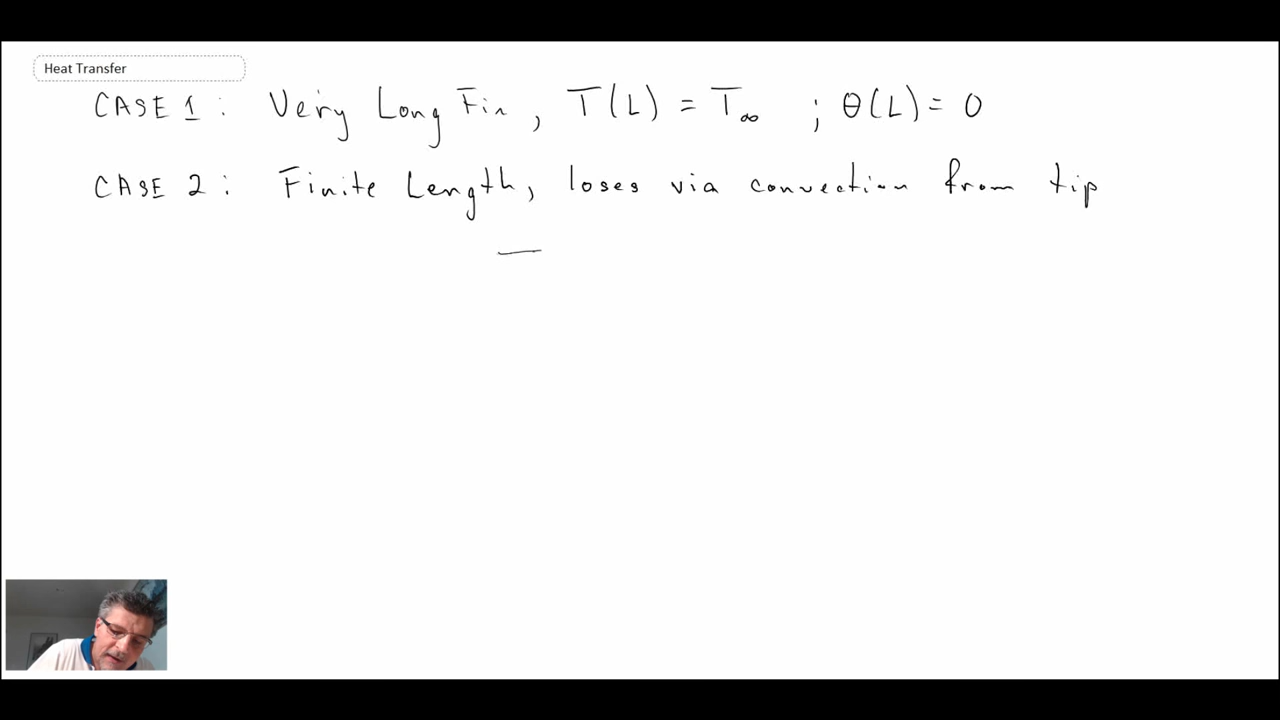 Heat Transfer
CASE 1: Very Long Fin, T(L) = T∞ ; θ(L) = 0
CASE 2: Finite Length, loses via convection from tip